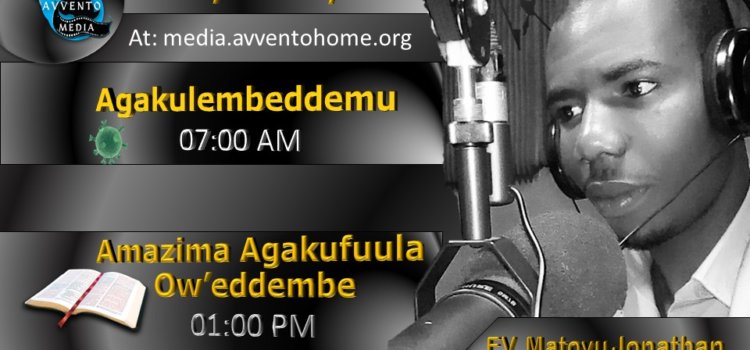 AVVENTO
MEDIA
At: media.avventohome.org
Agakulembeddemu
07:00 AM
Amazima Agakufuula
Ow'eddembe
01:00 PM
EV Matovu Jonathan